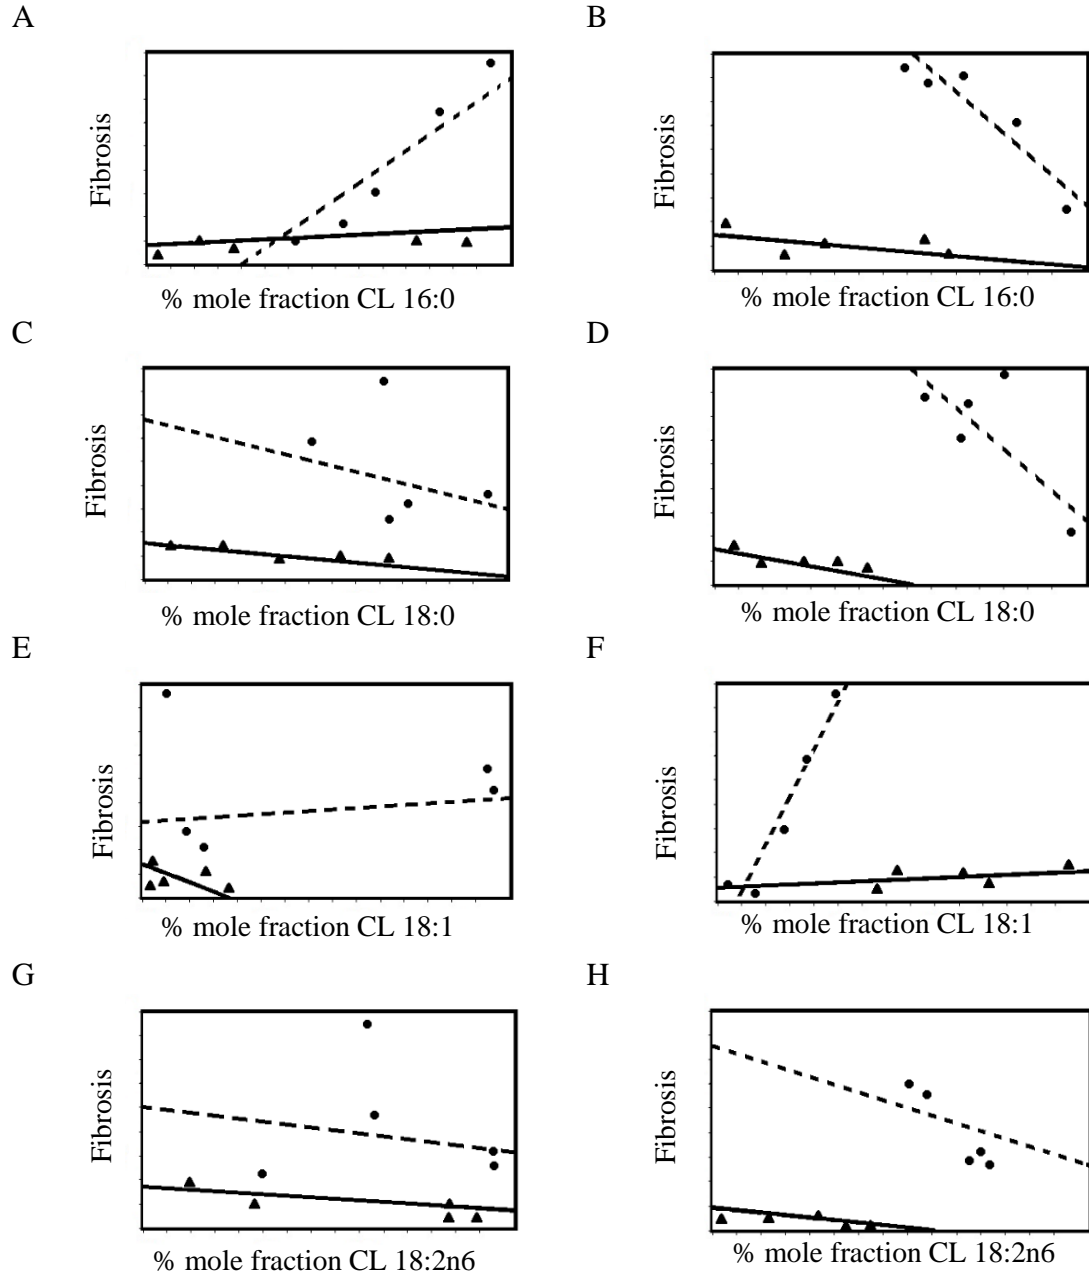 A
B
Fibrosis
Fibrosis
% mole fraction CL 16:0
% mole fraction CL 16:0
C
D
Fibrosis
Fibrosis
% mole fraction CL 18:0
% mole fraction CL 18:0
E
F
Fibrosis
Fibrosis
% mole fraction CL 18:1
% mole fraction CL 18:1
G
H
Fibrosis
Fibrosis
% mole fraction CL 18:2n6
% mole fraction CL 18:2n6